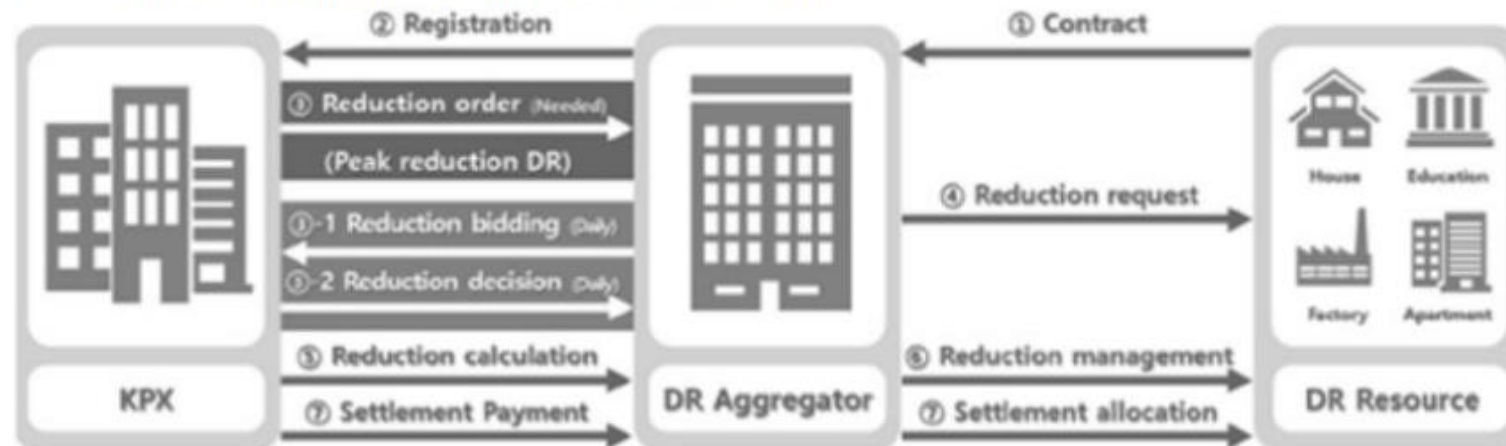 ② Registration
① Contract
③ Reduction order (Needed)
(Peak reduction DR)
③-1 Reduction bidding (Daily)
③-2 Reduction decision (Daily)
④ Reduction request
House
Education
Factory
Apartment
⑤ Reduction calculation
⑥ Reduction management
KPX
DR Aggregator
DR Resource
⑦ Settlement Payment
⑦ Settlement allocation